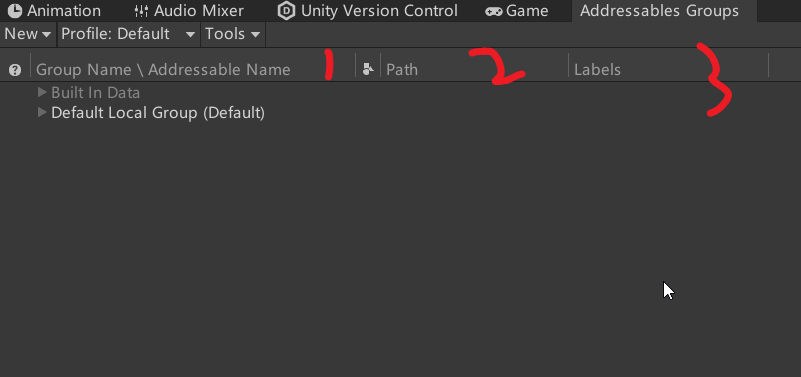 Animation Audio Mixer Unity Version Control Game Addressables Groups
New Profile: Default Tools
Group Name \ Addressable Name 1 Path 2 Labels 3
Built In Data
Default Local Group (Default)